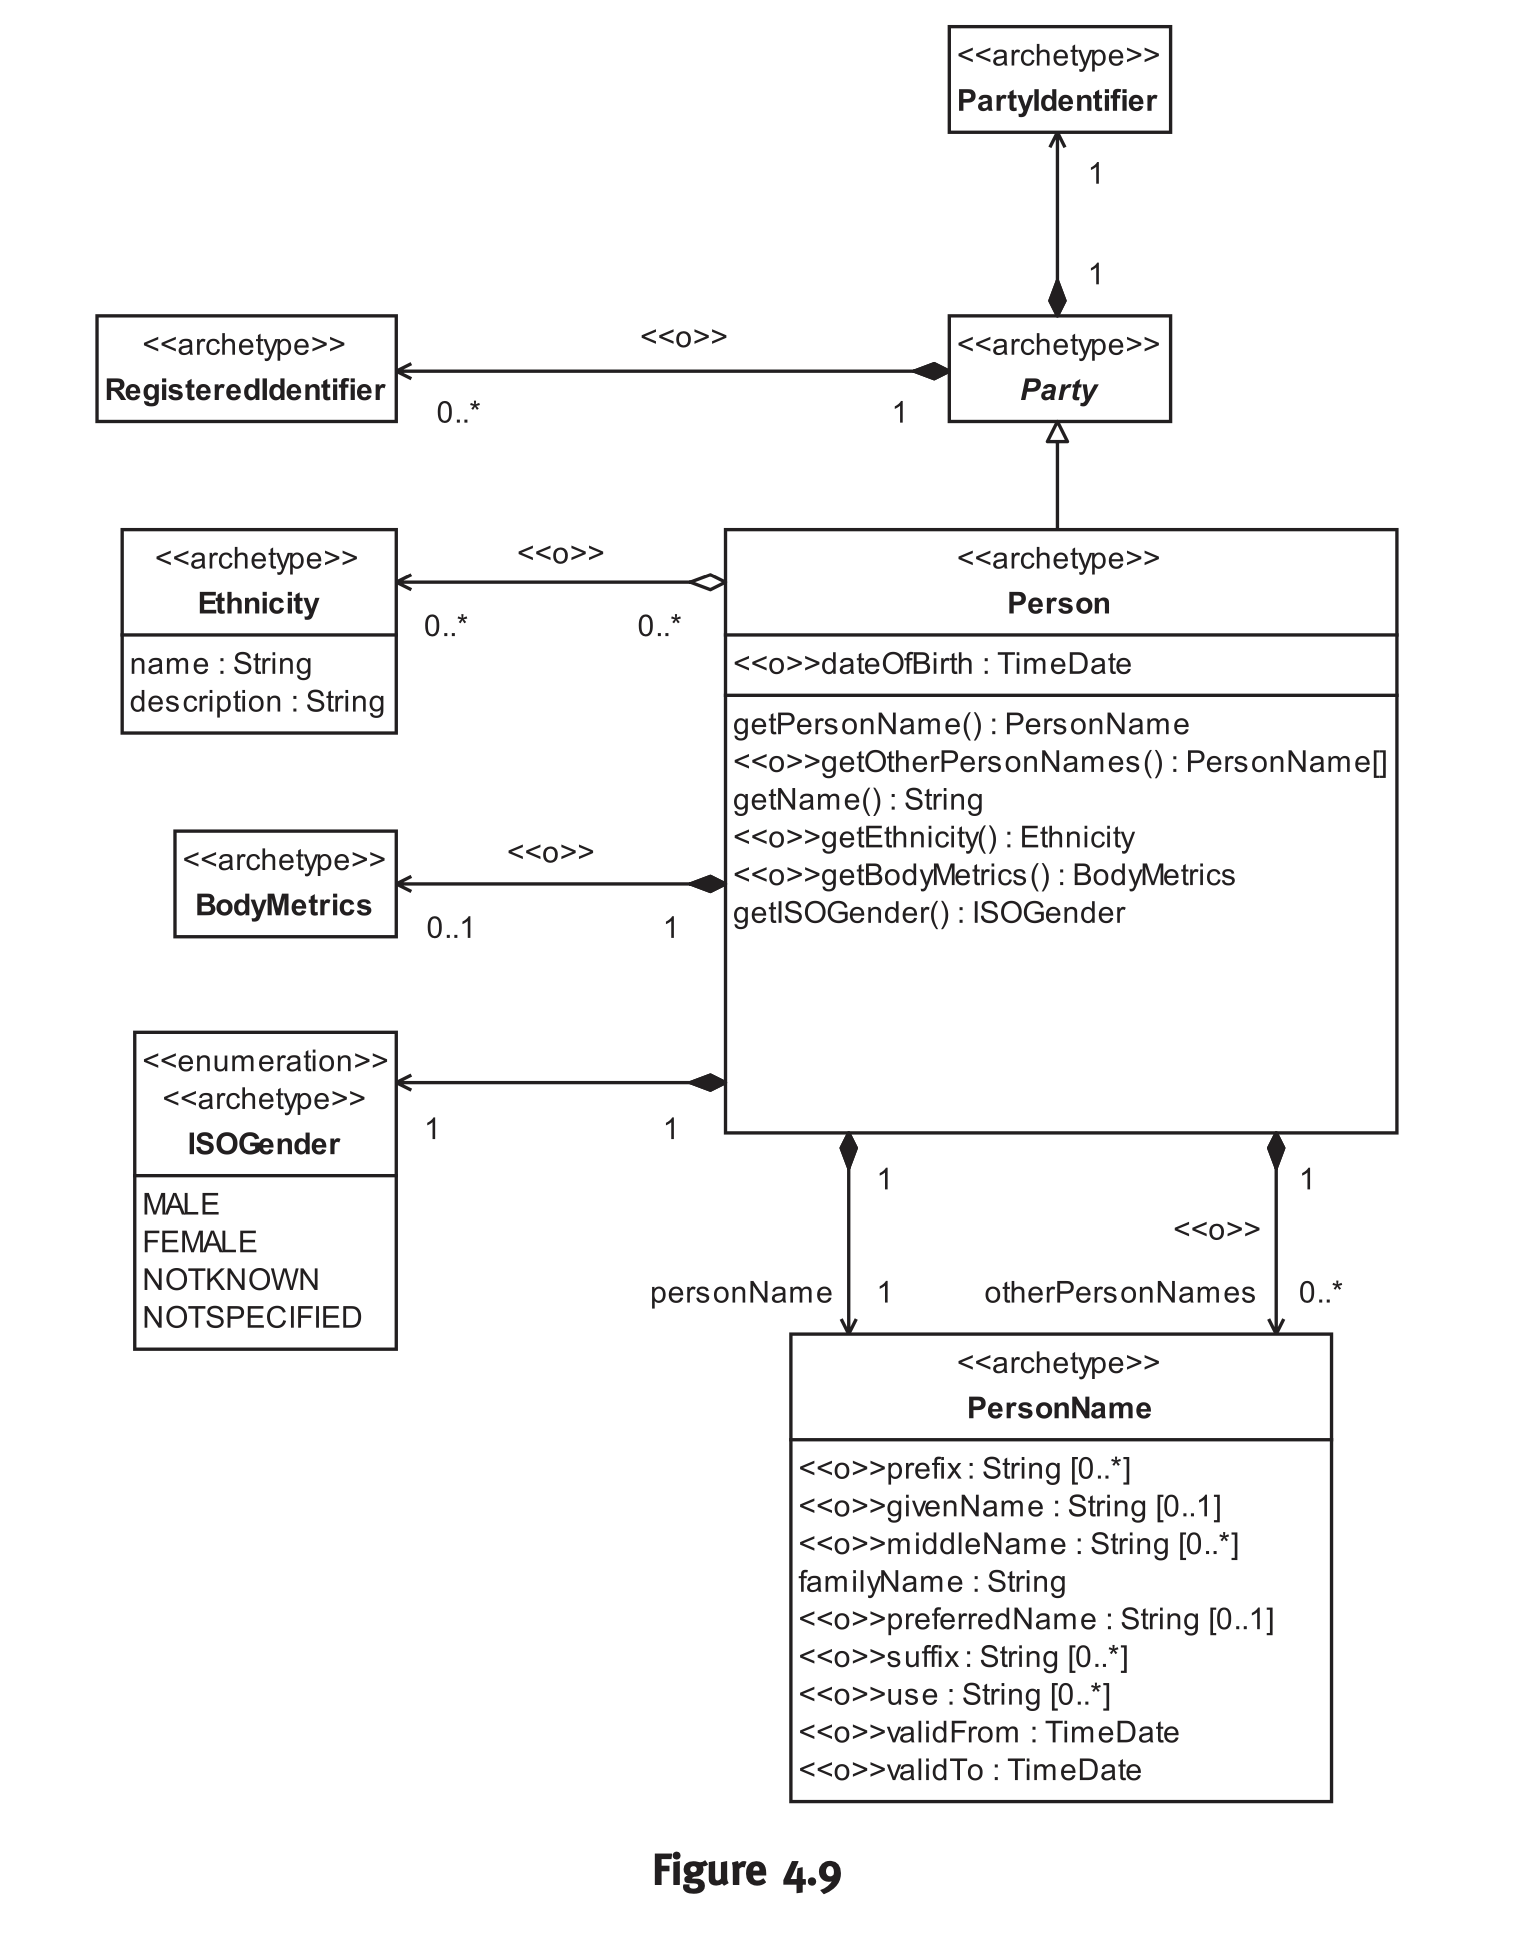 <<archetype>>
PartyIdentifier
1
1
<<archetype>>
RegisteredIdentifier
<<o>>
0..*
1
<<archetype>>
Party
<<archetype>>
Ethnicity
name : String
description : String
<<o>>
0..*
0..*
<<archetype>>
Person
<<o>>dateOfBirth : TimeDate
getPersonName() : PersonName
<<o>>getOtherPersonNames() : PersonName[]
getName() : String
<<o>>getEthnicity() : Ethnicity
<<o>>getBodyMetrics() : BodyMetrics
getISOGender() : ISOGender
<<archetype>>
BodyMetrics
<<o>>
0..1
1
<<enumeration>>
<<archetype>>
ISOGender
MALE
FEMALE
NOTKNOWN
NOTSPECIFIED
1
1
1
personName
1
1
<<o>>
otherPersonNames
0..*
<<archetype>>
PersonName
<<o>>prefix : String [0..*]
<<o>>givenName : String [0..1]
<<o>>middleName : String [0..*]
familyName : String
<<o>>preferredName : String [0..1]
<<o>>suffix : String [0..*]
<<o>>use : String [0..*]
<<o>>validFrom : TimeDate
<<o>>validTo : TimeDate
Figure 4.9